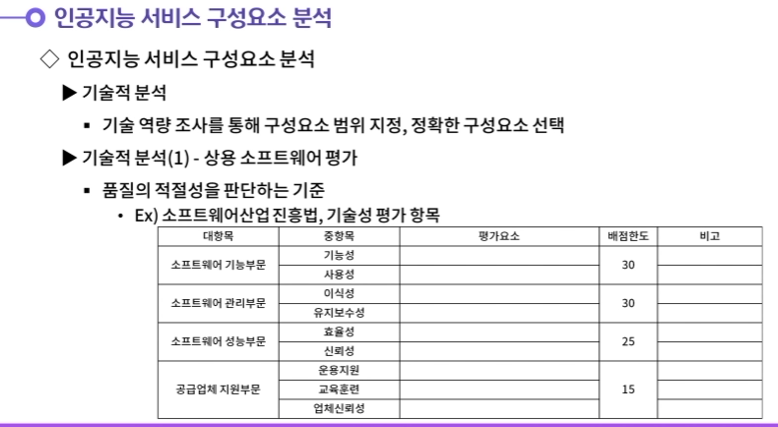 인공지능 서비스 구성요소 분석
◇ 인공지능 서비스 구성요소 분석
▶ 기술적 분석
▪ 기술 역량 조사를 통해 구성요소 범위 지정, 정확한 구성요소 선택
▶ 기술적 분석(1) - 상용 소프트웨어 평가
▪ 품질의 적절성을 판단하는 기준
• Ex) 소프트웨어산업 진흥법, 기술성 평가 항목
대항목 중항목 평가요소 배점한도 비고
소프트웨어 기능부문 기능성 30
사용성
소프트웨어 관리부문 이식성 30
유지보수성
소프트웨어 성능부문 효율성 25
신뢰성
공급업체 지원부문 운용지원 15
교육훈련
업체신뢰성